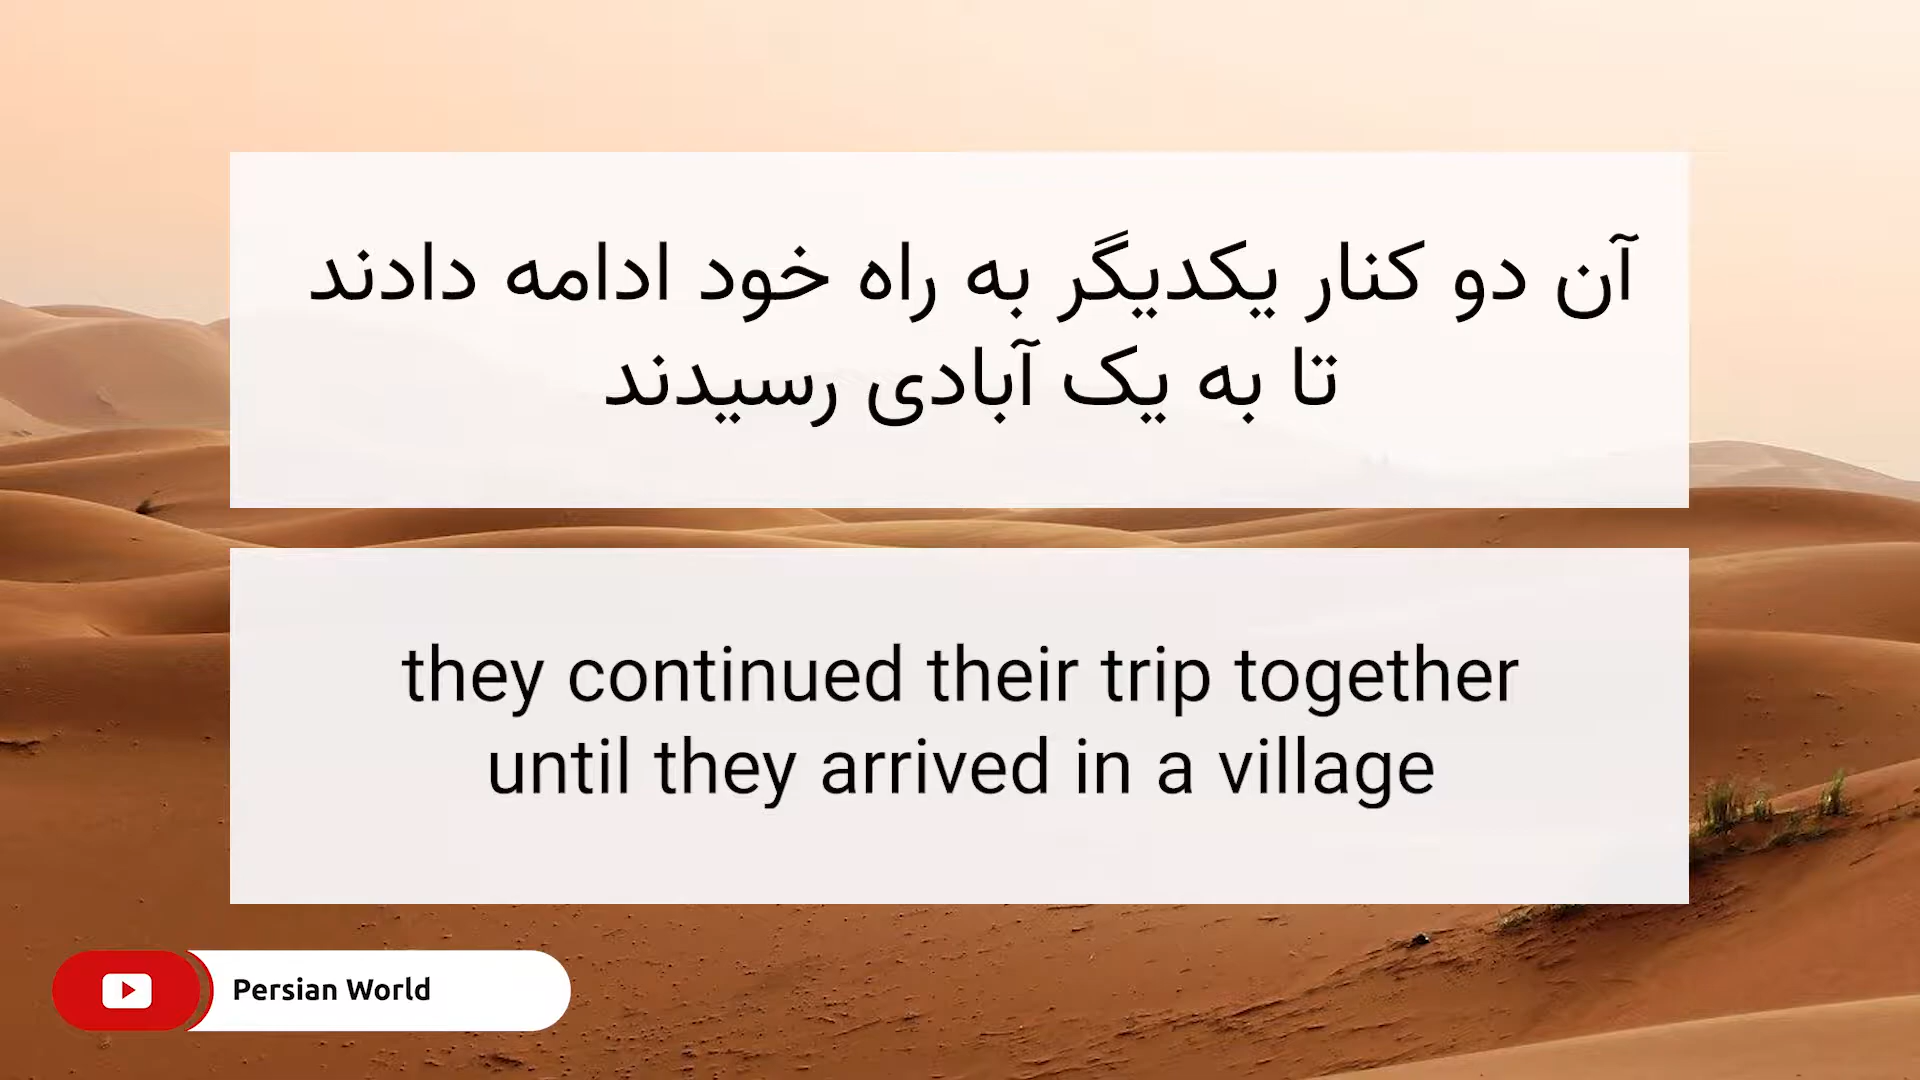 آن دو کنار یکدیگر به راه خود ادامه دادند
تا به یک آبادی رسیدند
they continued their trip together
until they arrived in a village
Persian World